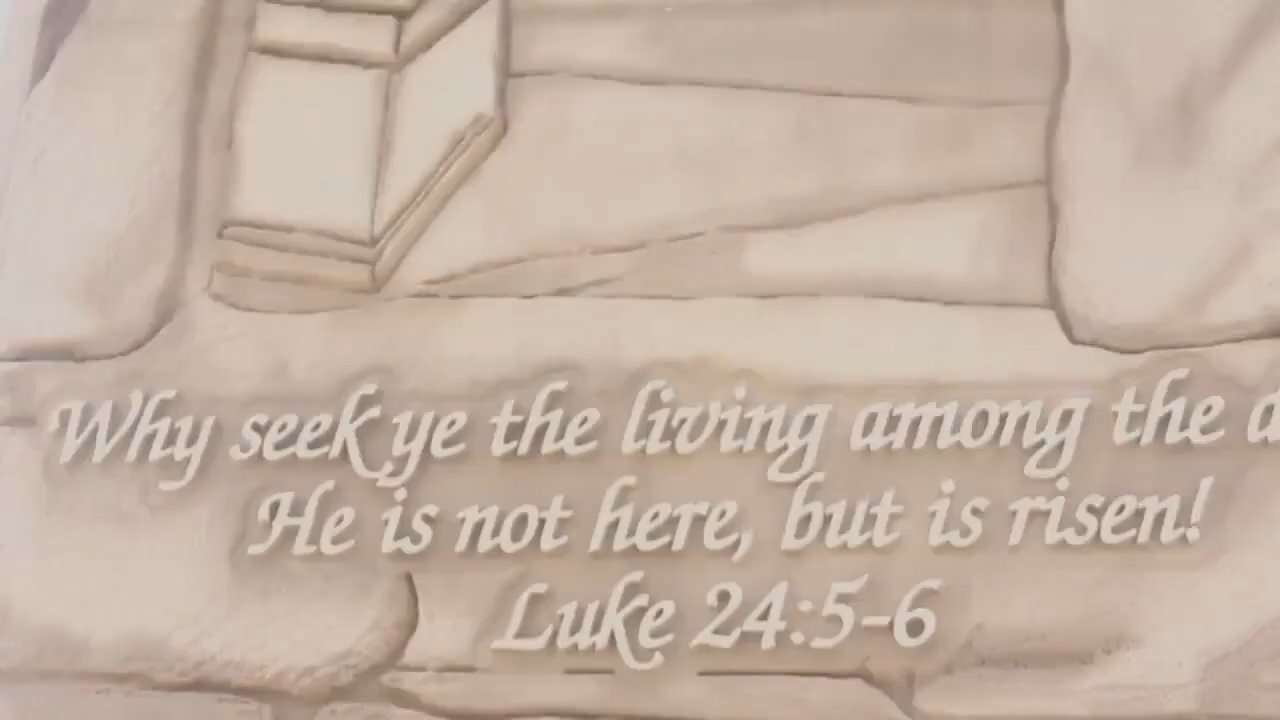 Why seek ye the living among the
He is not here, but is risen!
Luke 24:5-6